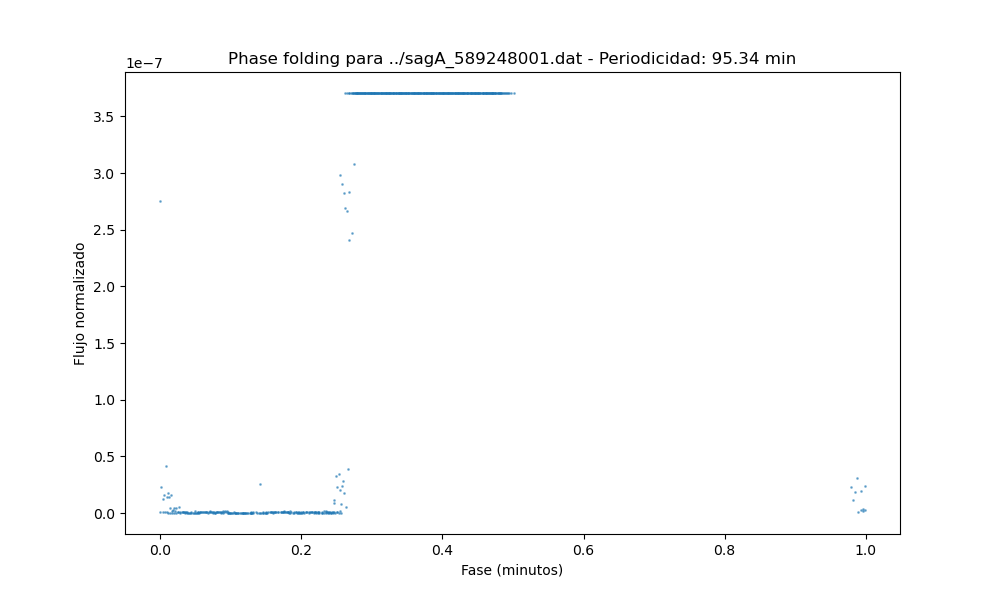 Phase folding para ../sagA_589248001.dat - Periodicidad: 95.34 min
1e−7
3.5
3.0
2.5
2.0
1.5
1.0
0.5
0.0
Flujo normalizado
0.0 0.2 0.4 0.6 0.8 1.0
Fase (minutos)